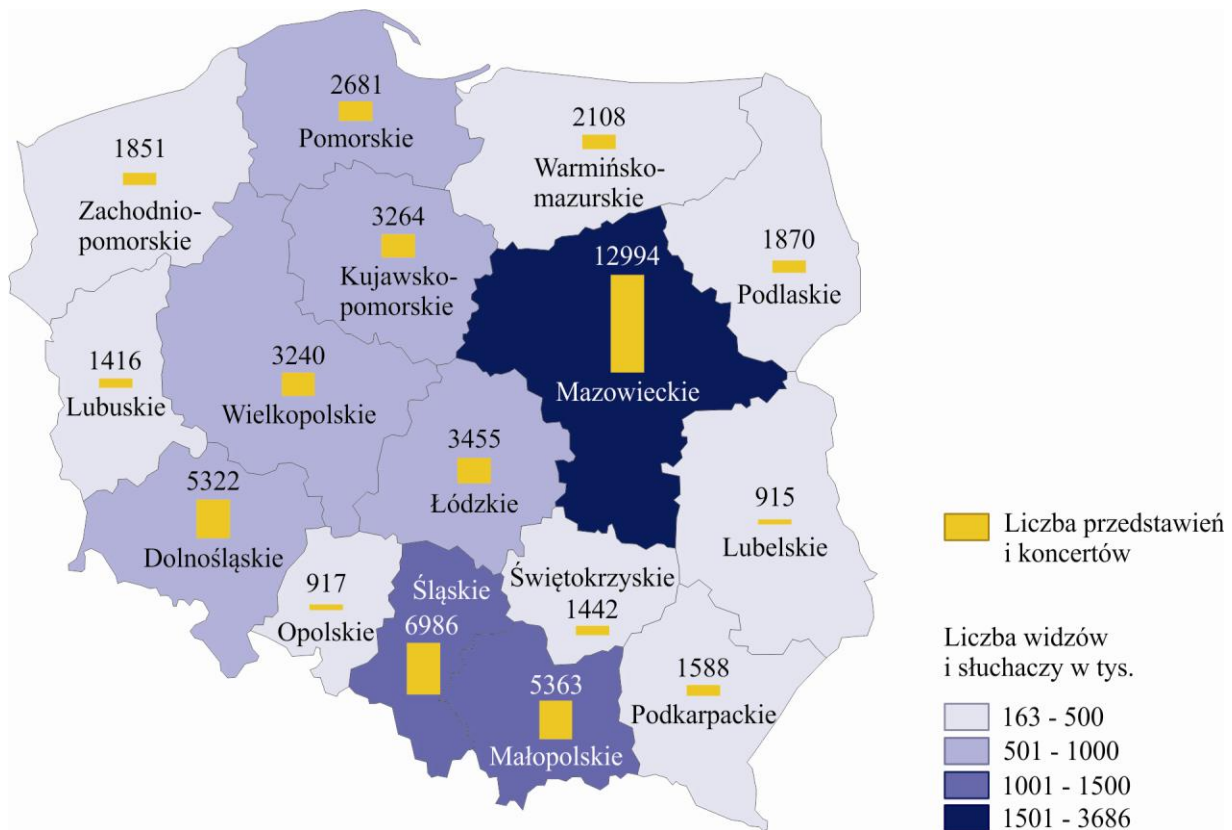 2681
Pomorskie
2108
Warmińsko-
mazurskie
1851
Zachodnio-
pomorskie
3264
Kujawsko-
pomorskie
12994
Mazowieckie
1870
Podlaskie
1416
Lubuskie
3240
Wielkopolskie
3455
Łódzkie
5322
Dolnośląskie
915
Lubelskie
917
Opolskie
Śląskie
6986
Świętokrzyskie
1442
5363
Małopolskie
1588
Podkarpackie
Liczba przedstawień
i koncertów
Liczba widzów
i słuchaczy w tys.
163 - 500
501 - 1000
1001 - 1500
1501 - 3686